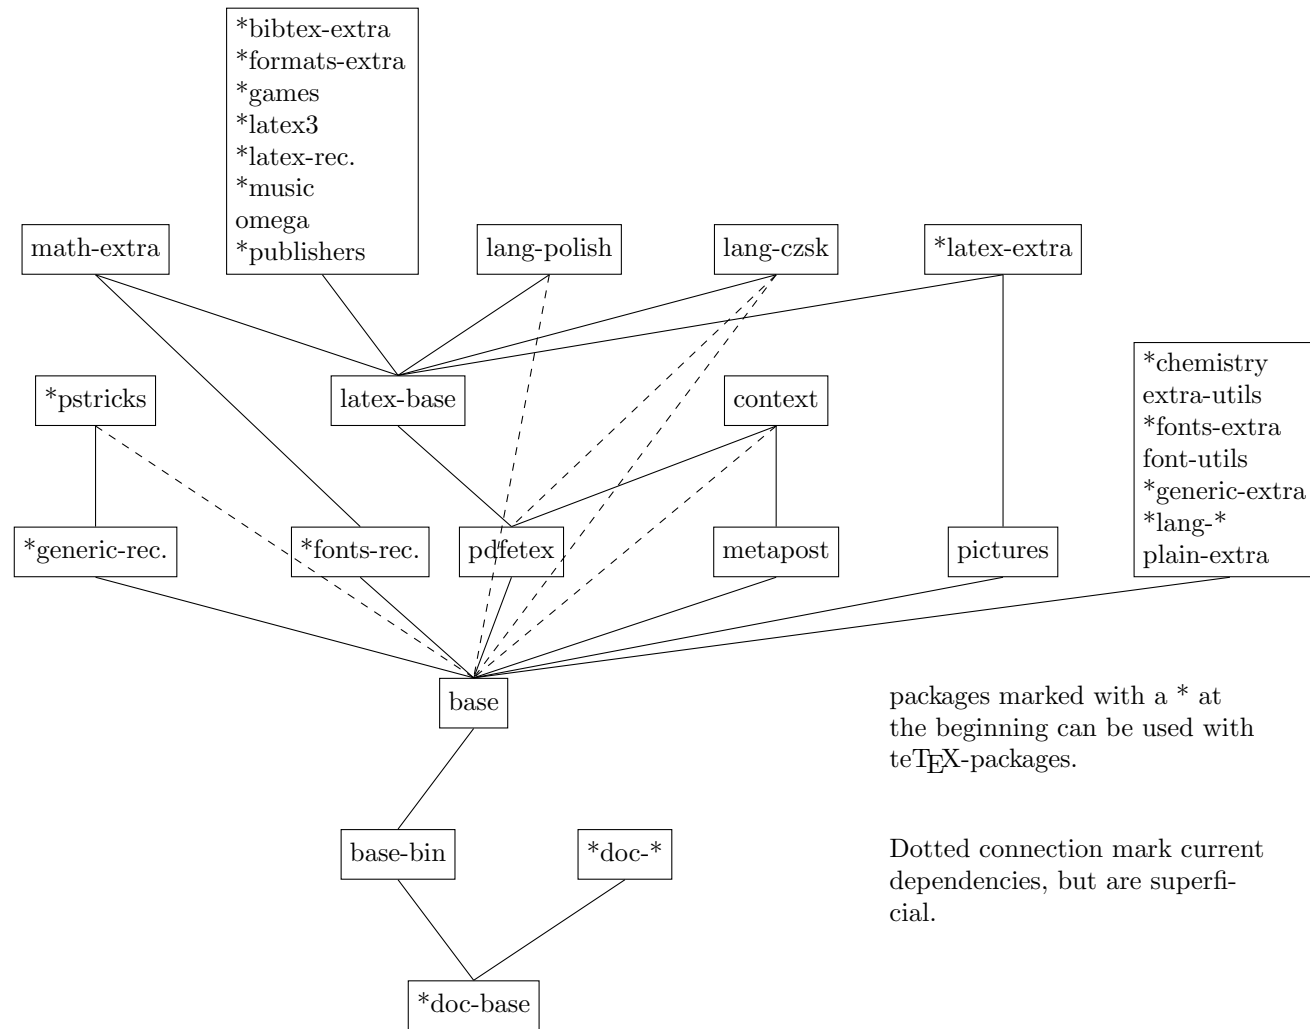 *bibtex-extra
*formats-extra
*games
*latex3
*latex-rec.
*music
omega
*publishers
math-extra
lang-polish
lang-czsk
*latex-extra
*pstricks
latex-base
context
*chemistry
extra-utils
*fonts-extra
font-utils
*generic-extra
*lang-*
plain-extra
*generic-rec.
*fonts-rec.
pdfetex
metapost
pictures
base
packages marked with a * at
the beginning can be used with
teTEX-packages.
base-bin
*doc-*
Dotted connection mark current
dependencies, but are superfi-
cial.
*doc-base